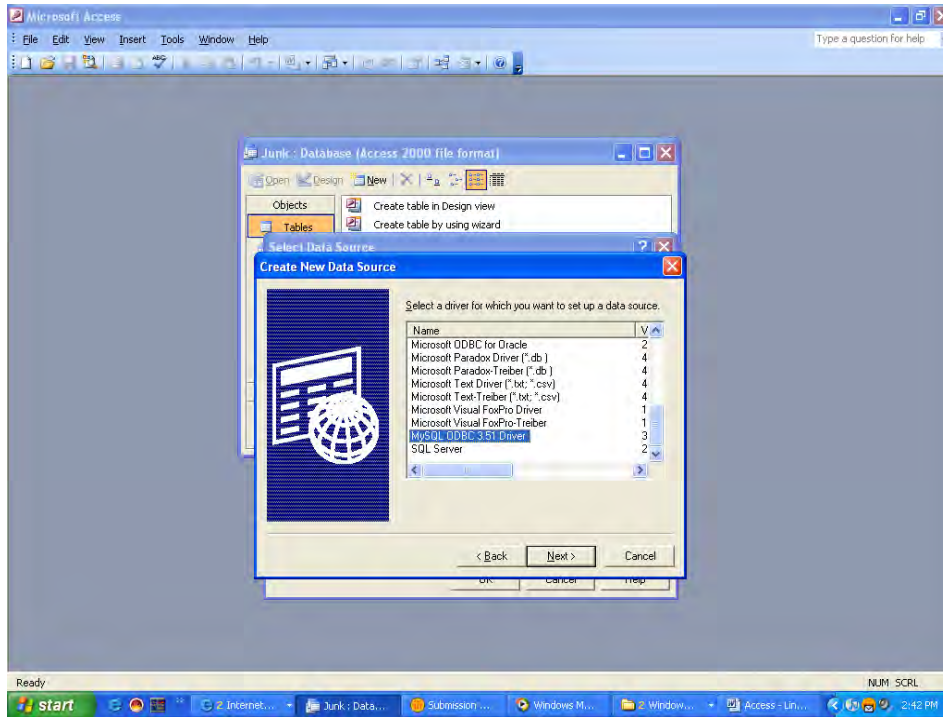 Microsoft Access
File Edit View Insert Tools Window Help
Type a question for help
Junk : Database (Access 2000 file format)
Open Design New
Objects
Create table in Design view
Tables
Create table by using wizard
Select Data Source
Create New Data Source
Select a driver for which you want to set up a data source.
Name V
Microsoft ODBC for Oracle 2
Microsoft Paradox Driver (*.db ) 4
Microsoft Paradox-Treiber (*.db ) 4
Microsoft Text Driver (*.txt; *.csv) 4
Microsoft Text-Treiber (*.txt; *.csv) 4
Microsoft Visual FoxPro Driver 1
Microsoft Visual FoxPro-Treiber 1
MySQL ODBC 3.51 Driver 3
SQL Server 2
< Back Next > Cancel
OK Cancel Help
Ready NUM SCRL
start 2 Internet... Junk : Data... Submission ... Windows M... 2 Window... Access - Lin... 2:42 PM